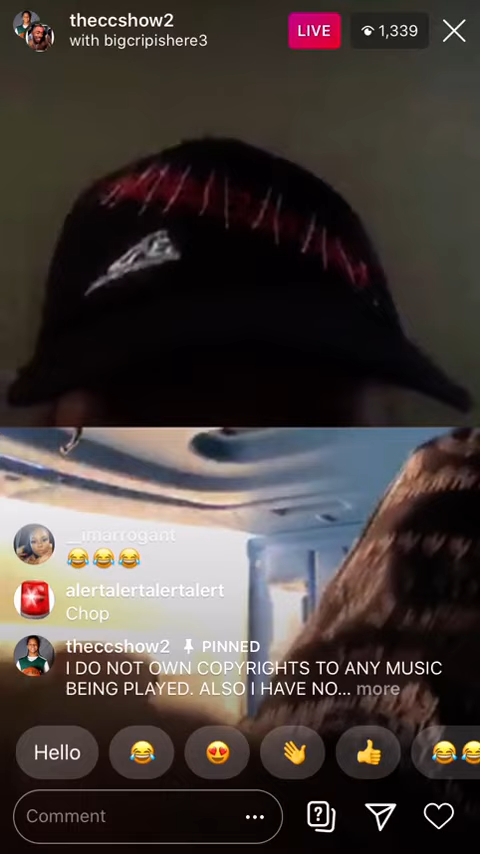 theccshow2
with bigcripishere3
LIVE
1,339
__imarrogant
😂😂😂
alertalertalertalert
Chop
theccshow2 PINNED
I DO NOT OWN COPYRIGHTS TO ANY MUSIC
BEING PLAYED. ALSO I HAVE NO... more
Hello 😂 😍 👋 👍 😂😂
Comment